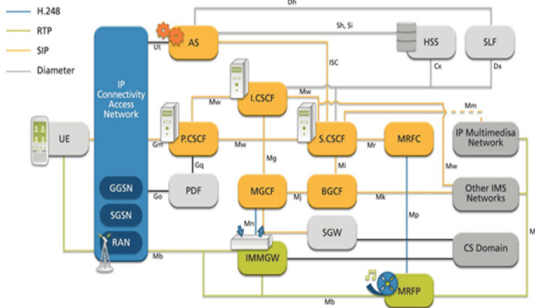 H.248
RTP
SIP
Diameter
Dh
Sh, Si
Ut
AS
HSS
SLF
ISC
Cx
Dx
IP
Connectivity
Access
Network
I.CSCF
Mw
Mw
Mm
UE
Gm
P.CSCF
Mw
S.CSCF
Mr
MRFC
IP Multimedisa
Network
Gq
Mg
Mi
Mw
GGSN
Go
PDF
MGCF
Mj
BGCF
Mk
Other IMS
Networks
SGSN
Mn
SGW
Mp
RAN
Mb
IMMGW
CS Domain
MRFP
Mb